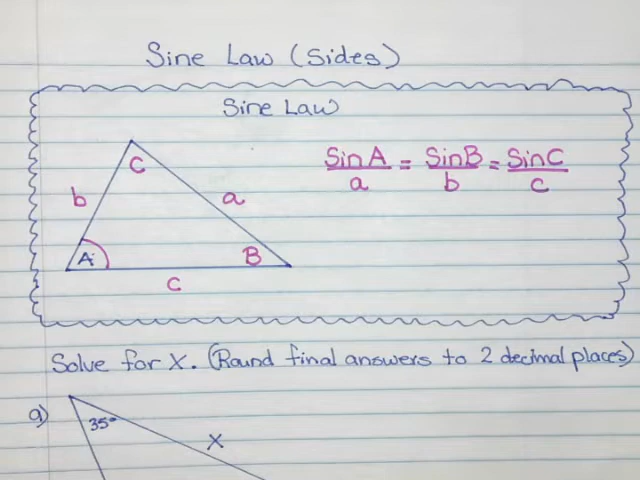 Sine Law (Sides)
Sine Law
C
b
a
A
B
c
SinA/a = SinB/b = SinC/c
Solve for X. (Round final answers to 2 decimal places)
a)
35°
X